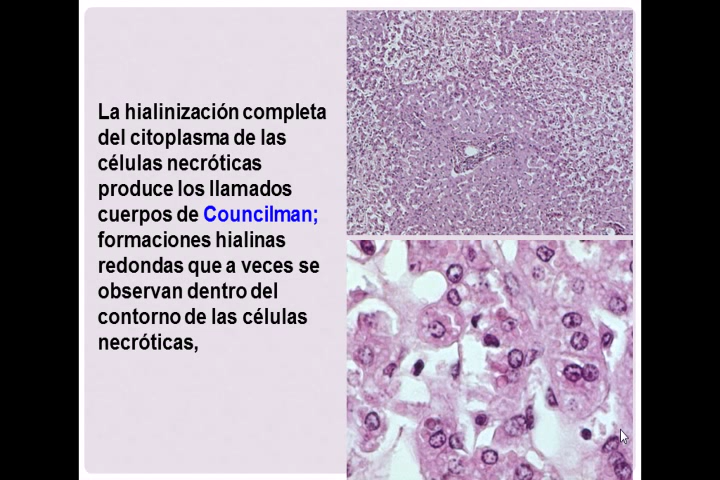 La hialinización completa
del citoplasma de las
células necróticas
produce los llamados
cuerpos de Councilman;
formaciones hialinas
redondas que a veces se
observan dentro del
contorno de las células
necróticas,